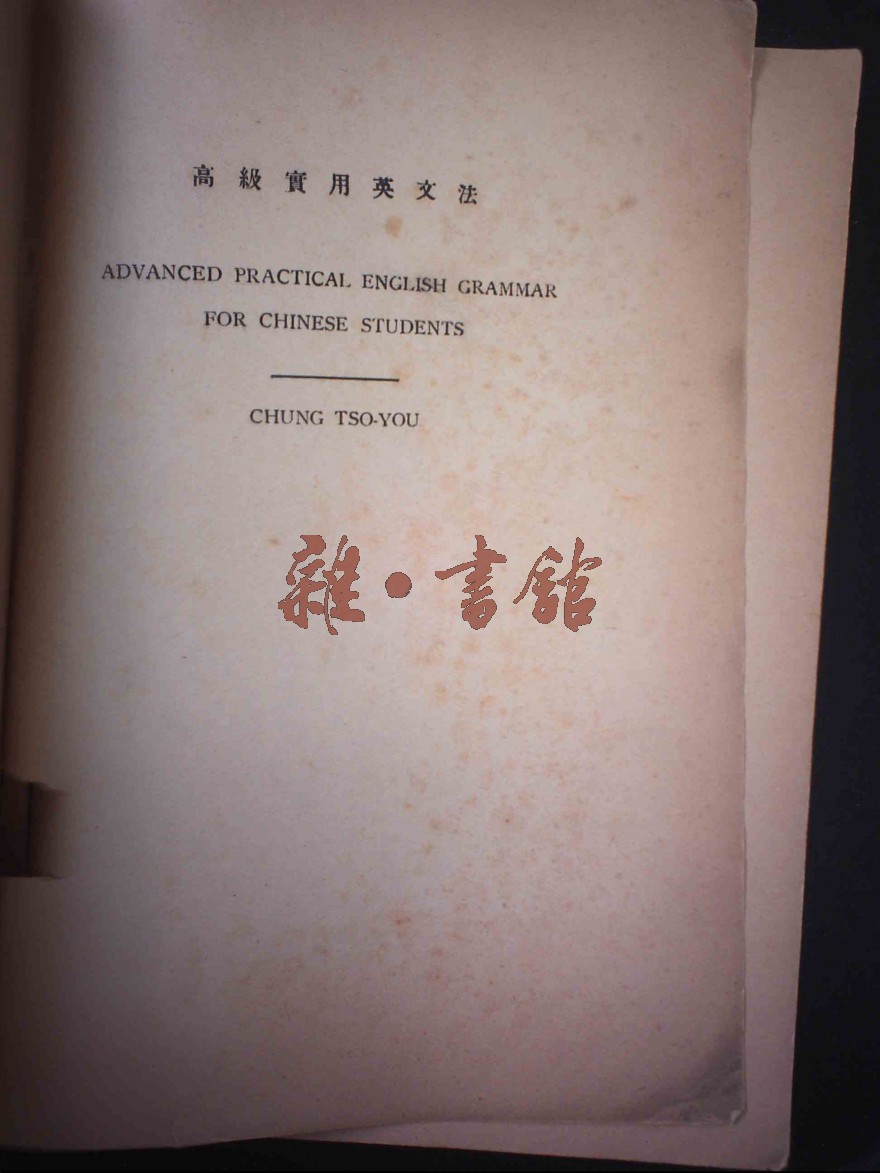 高級實用英文法
ADVANCED PRACTICAL ENGLISH GRAMMAR
FOR CHINESE STUDENTS
CHUNG TSO-YOU
雜·書館